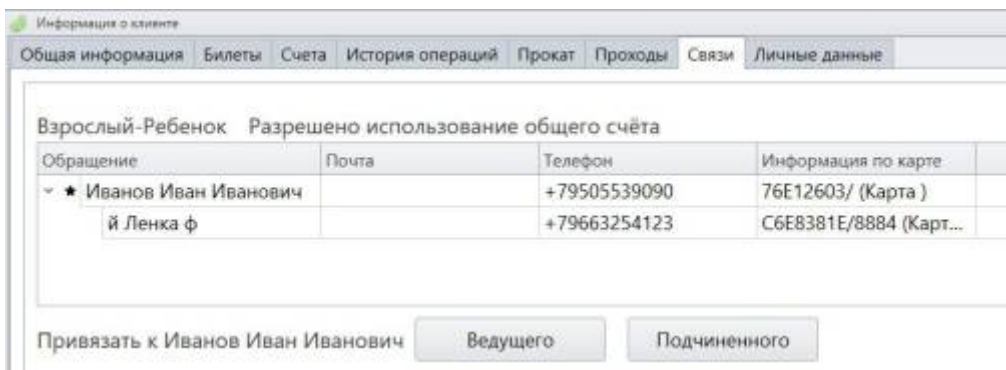 Информация о клиенте
Общая информация Билеты Счета История операций Прокат Проходы Связи Личные данные
Взрослый-Ребенок Разрешено использование общего счёта
Обращение Почта Телефон Информация по карте
Иванов Иван Иванович +79505539090 76E12603/ (Карта )
й Ленка ф +79663254123 C6E8381E/8884 (Карт...
Привязать к Иванов Иван Иванович Ведущего Подчиненного